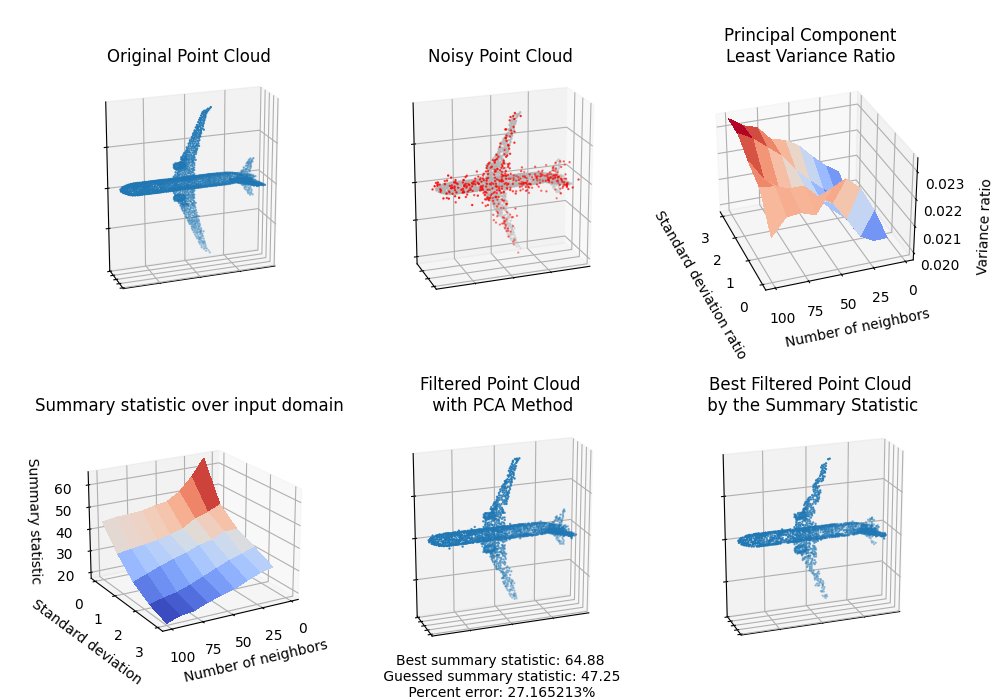 Original Point Cloud
Noisy Point Cloud
Principal Component
Least Variance Ratio
0.023
0.022
0.021
0.020
Variance ratio
3
2
1
0
Standard deviation ratio
100
75
50
25
0
Number of neighbors
Summary statistic over input domain
60
50
40
30
20
Summary statistic
0
1
2
3
Standard deviation
100
75
50
25
0
Number of neighbors
Filtered Point Cloud
with PCA Method
Best summary statistic: 64.88
Guessed summary statistic: 47.25
Percent error: 27.165213%
Best Filtered Point Cloud
by the Summary Statistic